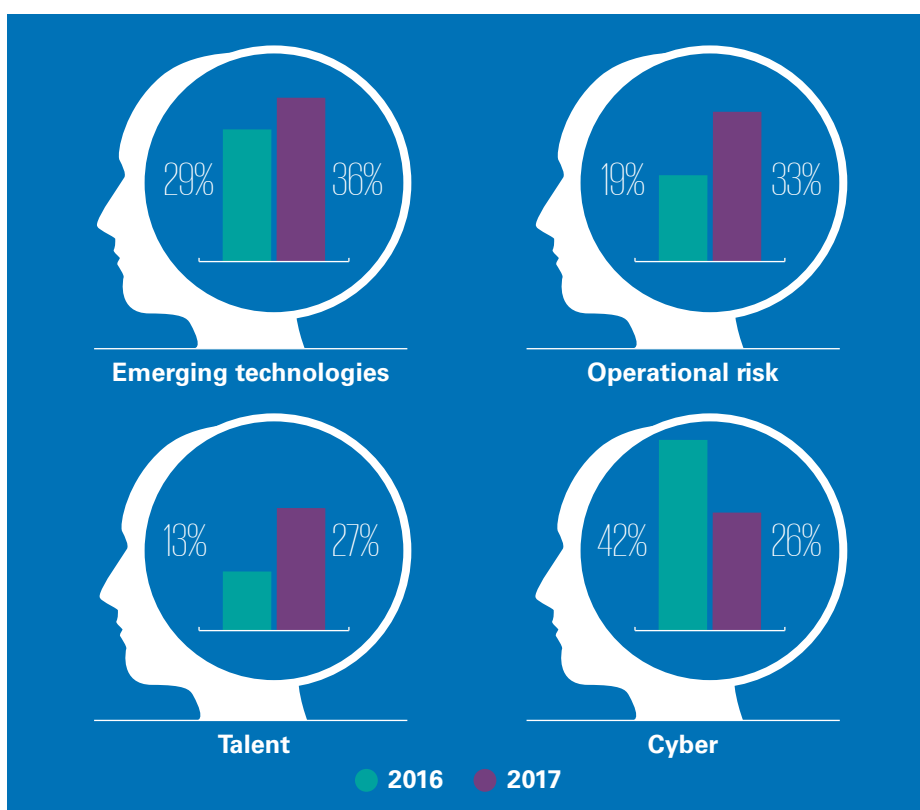 29% 36%
19% 33%
Emerging technologies
Operational risk
13% 27%
42% 26%
Talent
Cyber
2016 2017